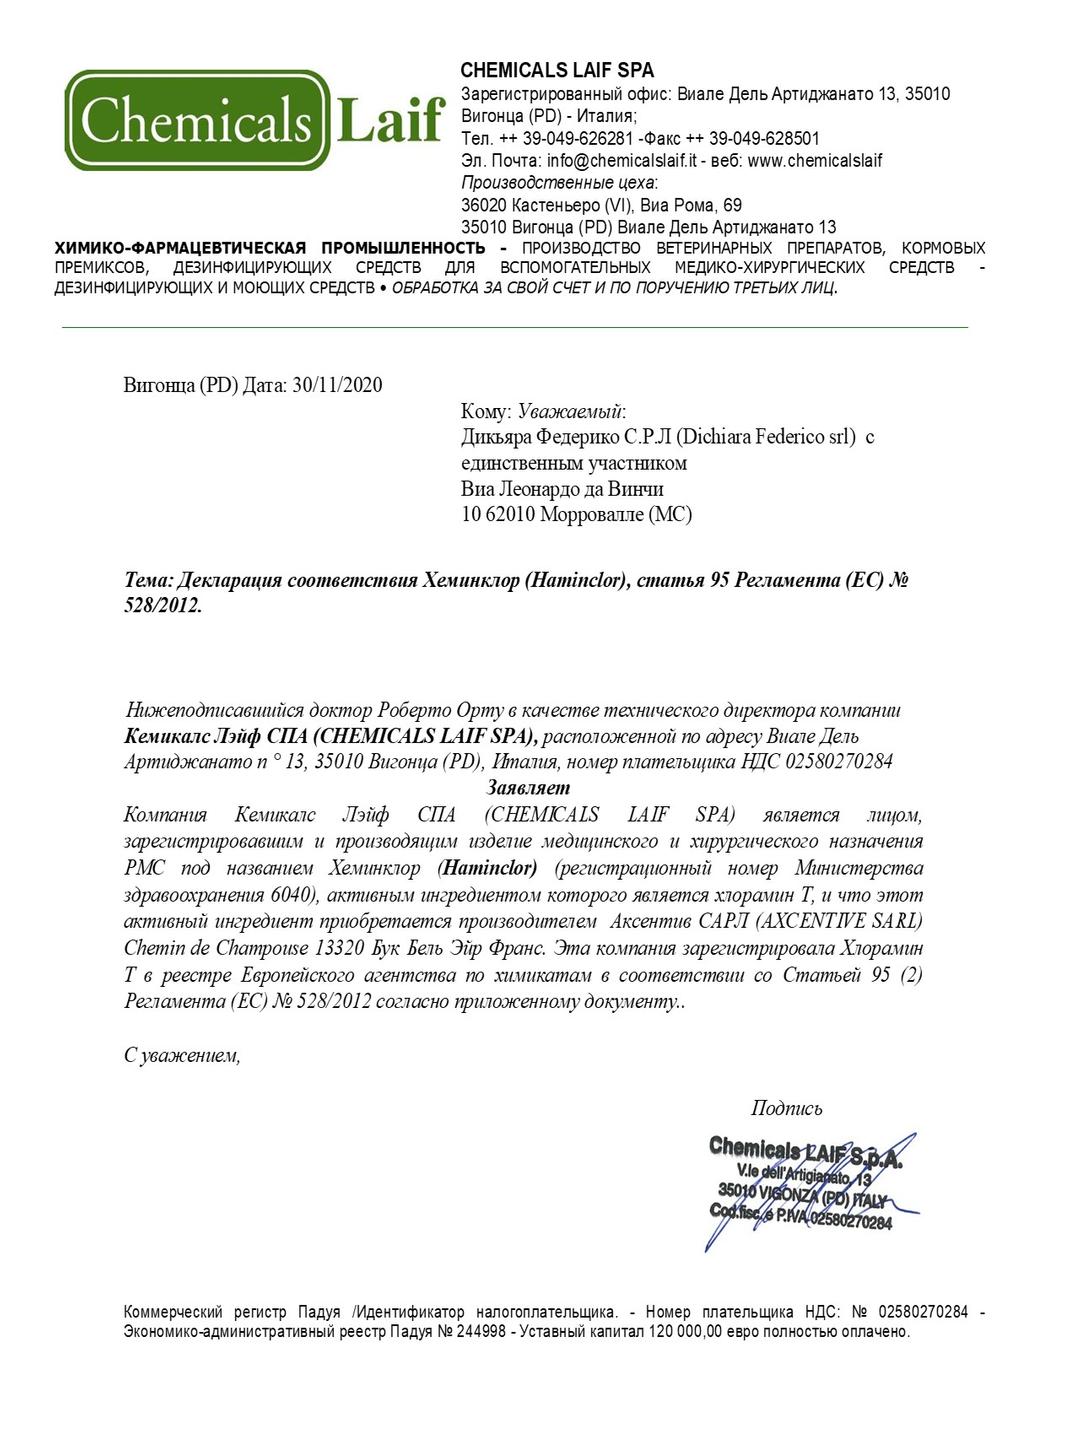 Chemicals Laif
CHEMICALS LAIF SPA
Зарегистрированный офис: Виале Дель Артиджанато 13, 35010
Вигонца (PD) - Италия;
Тел. ++ 39-049-626281 -Факс ++ 39-049-628501
Эл. Почта: info@chemicalslaif.it - веб: www.chemicalslaif
Производственные цеха:
36020 Кастеньеро (VI), Виа Рома, 69
35010 Вигонца (PD) Виале Дель Артиджанато 13
ХИМИКО-ФАРМАЦЕВТИЧЕСКАЯ ПРОМЫШЛЕННОСТЬ – ПРОИЗВОДСТВО ВЕТЕРИНАРНЫХ ПРЕПАРАТОВ, КОРМОВЫХ
ПРЕМИКСОВ, ДЕЗИНФИЦИРУЮЩИХ СРЕДСТВ ДЛЯ ВСПОМОГАТЕЛЬНЫХ МЕДИКО-ХИРУРГИЧЕСКИХ СРЕДСТВ -
ДЕЗИНФИЦИРУЮЩИХ И МОЮЩИХ СРЕДСТВ • ОБРАБОТКА ЗА СВОЙ СЧЕТ И ПО ПОРУЧЕНИЮ ТРЕТЬИХ ЛИЦ.
Вигонца (PD) Дата: 30/11/2020
Кому: Уважаемый:
Дикьяра Федерико С.Р.Л (Dichiara Federico srl) с
единственным участником
Виа Леонардо да Винчи
10 62010 Морровалле (MC)
Тема: Декларация соответствия Хеминклор (Haminclor), статья 95 Регламента (ЕС) №
528/2012.
Нижеподписавшийся доктор Роберто Орту в качестве технического директора компании
Кемикалс Лэйф СПА (CHEMICALS LAIF SPA), расположенной по адресу Виале Дель
Артиджанато n ° 13, 35010 Вигонца (PD), Италия, номер плательщика НДС 02580270284
Заявляет
Компания Кемикалс Лэйф СПА (CHEMICALS LAIF SPA) является лицом,
зарегистрировавшим и производящим изделие медицинского и хирургического назначения
РМС под названием Хеминклор (Haminclor) (регистрационный номер Министерства
здравоохранения 6040), активным ингредиентом которого является хлорамин Т, и что этот
активный ингредиент приобретается производителем Аксентив САРЛ (AXCENTIVE SARL)
Chemin de Champouse 13320 Бук Бель Эйр Франс. Эта компания зарегистрировала Хлорамин
Т в реестре Европейского агентства по химикатам в соответствии со Статьей 95 (2)
Регламента (ЕС) № 528/2012 согласно приложенному документу..
С уважением,
Подпись
Chemicals LAIF S.p.A.
V.le dell'Artigianato, 13
35010 VIGONZA (PD) ITALY
Cod.fisc. e P.IVA 02580270284
Коммерческий регистр Падуя /Идентификатор налогоплательщика. - Номер плательщика НДС: № 02580270284 -
Экономико-административный реестр Падуя № 244998 - Уставный капитал 120 000,00 евро полностью оплачено.